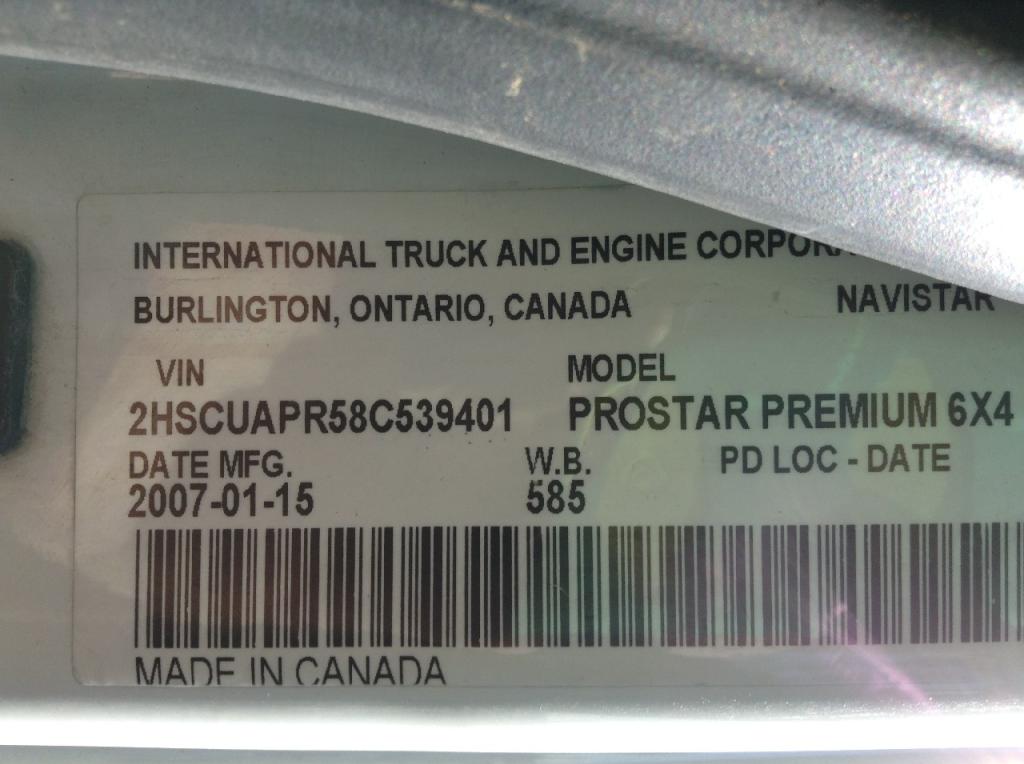 INTERNATIONAL TRUCK AND ENGINE
BURLINGTON, ONTARIO, CANADA NAVISTAR
VIN MODEL
2HSCUAPR58C539401 PROSTAR PREMIUM 6X4
DATE MFG. W.B. PD LOC - DATE
2007-01-15 585
MADE IN CANADA